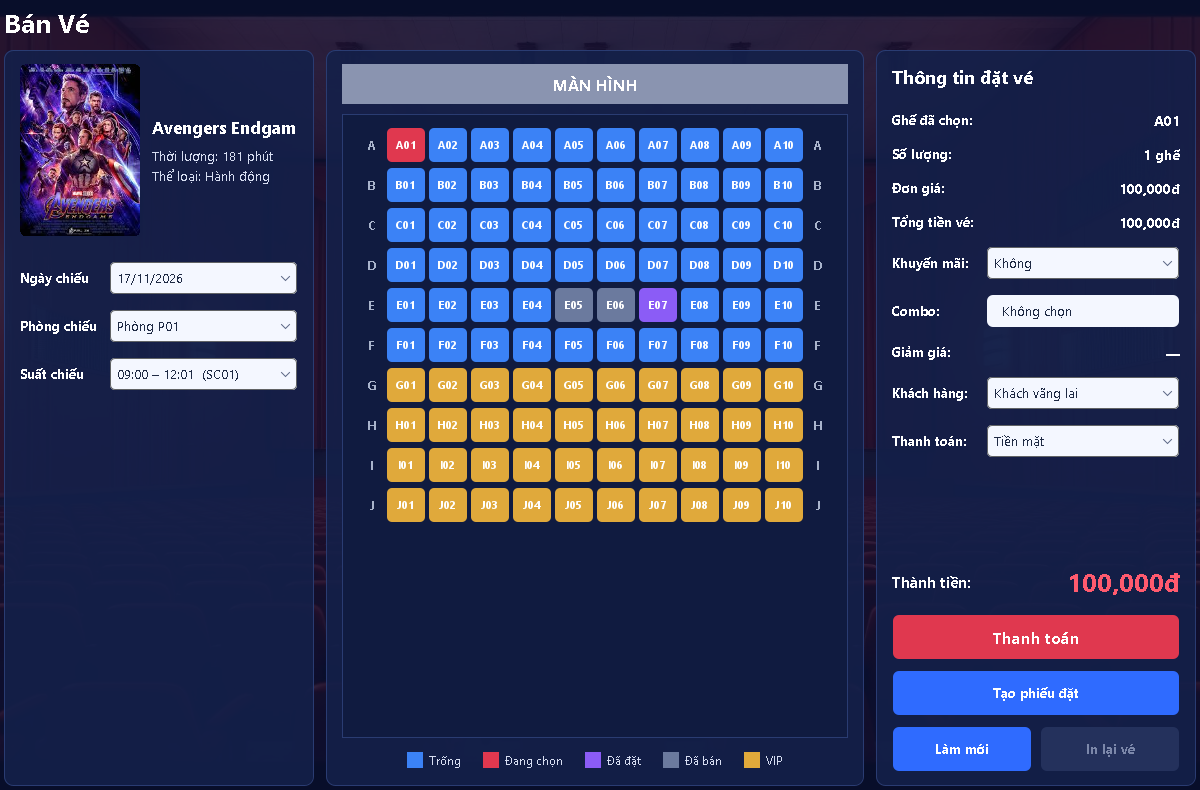 Bán Vé
AVENGERS
ENDGAME
Avengers Endgam
Thời lượng: 181 phút
Thể loại: Hành động
Ngày chiếu
17/11/2026
Phòng chiếu
Phòng P01
Suất chiếu
09:00 – 12:01 (SC01)
MÀN HÌNH
A A01 A02 A03 A04 A05 A06 A07 A08 A09 A10 A
B B01 B02 B03 B04 B05 B06 B07 B08 B09 B10 B
C C01 C02 C03 C04 C05 C06 C07 C08 C09 C10 C
D D01 D02 D03 D04 D05 D06 D07 D08 D09 D10 D
E E01 E02 E03 E04 E05 E06 E07 E08 E09 E10 E
F F01 F02 F03 F04 F05 F06 F07 F08 F09 F10 F
G G01 G02 G03 G04 G05 G06 G07 G08 G09 G10 G
H H01 H02 H03 H04 H05 H06 H07 H08 H09 H10 H
I I01 I02 I03 I04 I05 I06 I07 I08 I09 I10 I
J J01 J02 J03 J04 J05 J06 J07 J08 J09 J10 J
Trống Đang chọn Đã đặt Đã bán VIP
Thông tin đặt vé
Ghế đã chọn: A01
Số lượng: 1 ghế
Đơn giá: 100,000đ
Tổng tiền vé: 100,000đ
Khuyến mãi: Không
Combo: Không chọn
Giảm giá: —
Khách hàng: Khách vãng lai
Thanh toán: Tiền mặt
Thành tiền: 100,000đ
Thanh toán
Tạo phiếu đặt
Làm mới
In lại vé